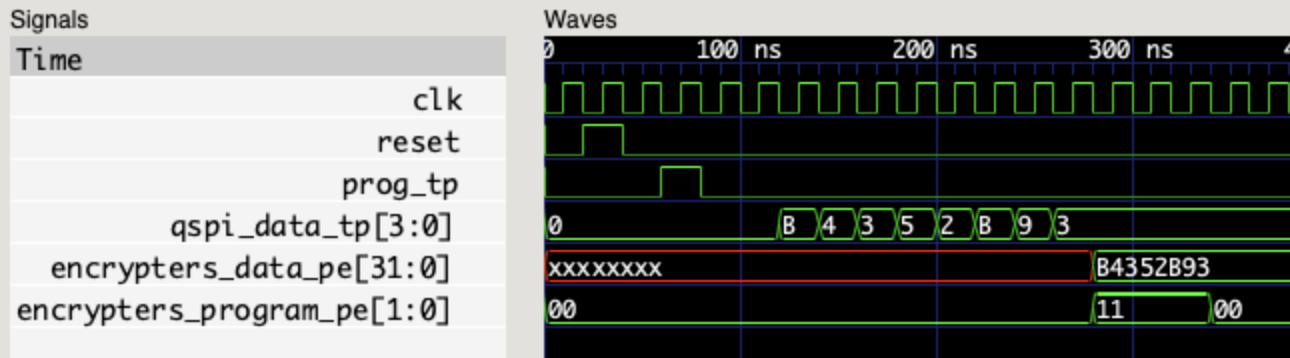 Signals Waves
Time 0 100 ns 200 ns 300 ns
clk
reset
prog_tp
qspi_data_tp[3:0] 0 B 4 3 5 2 B 9 3
encrypters_data_pe[31:0] xxxxxxxx B4352B93
encrypters_program_pe[1:0] 00 11 00